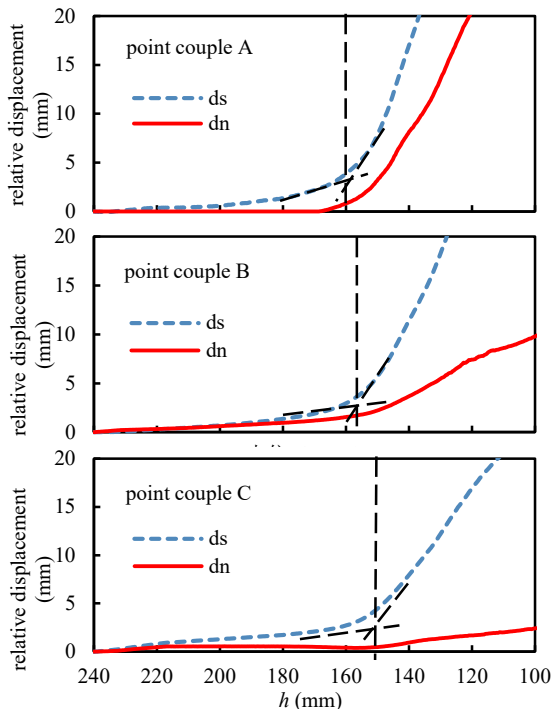 20
15
10
5
0
relative displacement
(mm)
point couple A
ds
dn
20
15
10
5
0
relative displacement
(mm)
point couple B
ds
dn
20
15
10
5
0
relative displacement
(mm)
point couple C
ds
dn
240 220 200 180 160 140 120 100
h (mm)